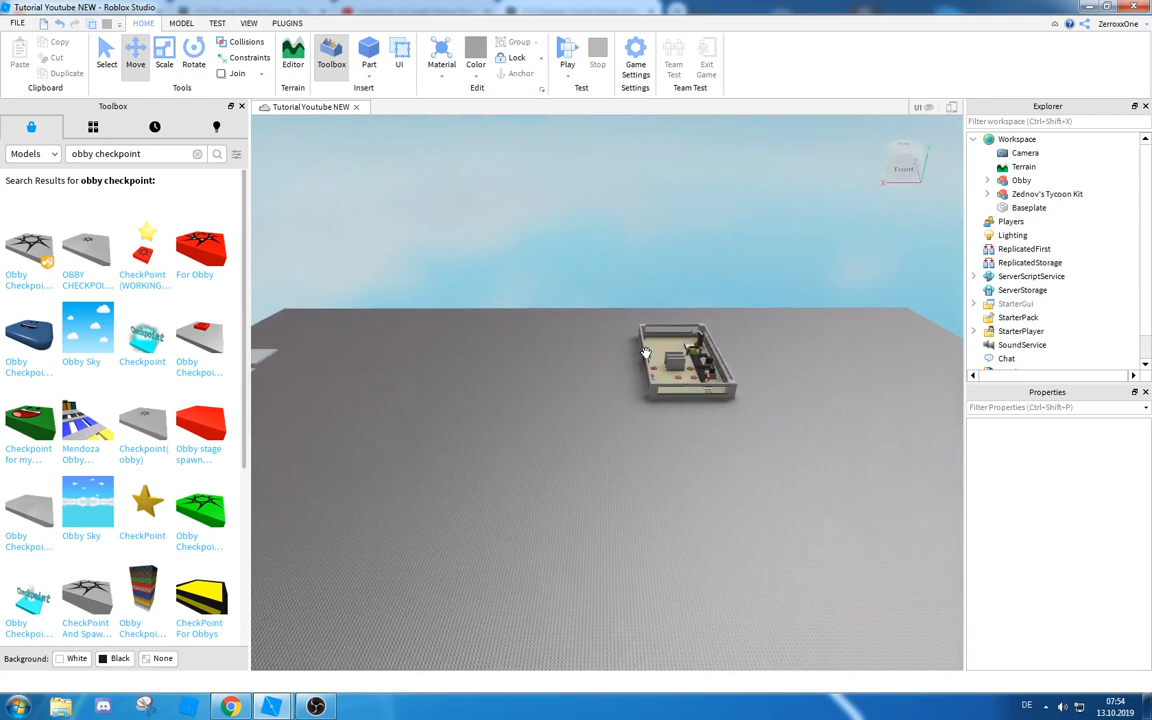 Tutorial Youtube NEW - Roblox Studio
FILE HOME MODEL TEST VIEW PLUGINS ZerroxxOne
Paste Copy Cut Duplicate Select Move Scale Rotate Collisions Constraints Join Editor Toolbox Part UI Material Color Group Lock Anchor Play Stop Game Settings Team Test Exit Game
Clipboard Tools Terrain Insert Edit Test Settings Team Test
Toolbox
Tutorial Youtube NEW
UI
Explorer
Filter workspace (Ctrl+Shift+X)
Models obby checkpoint
Search Results for obby checkpoint:
Obby Checkpoi... OBBY CHECKPOI... CheckPoint (WORKING... For Obby
Obby Checkpoi... Obby Sky Checkpoint Obby Checkpoi...
Checkpoint for my... Mendoza Obby... Checkpoint( obby) Obby stage spawn...
Obby Checkpoi... Obby Sky CheckPoint Obby Checkpoi...
Obby Checkpoi... CheckPoint And Spaw... Obby Checkpoi... CheckPoint For Obbys
Background: White Black None
Front
X
Workspace
Camera
Terrain
Obby
Zednov's Tycoon Kit
Baseplate
Players
Lighting
ReplicatedFirst
ReplicatedStorage
ServerScriptService
ServerStorage
StarterGui
StarterPack
StarterPlayer
SoundService
Chat
Properties
Filter Properties (Ctrl+Shift+P)
DE
07:54
13.10.2019